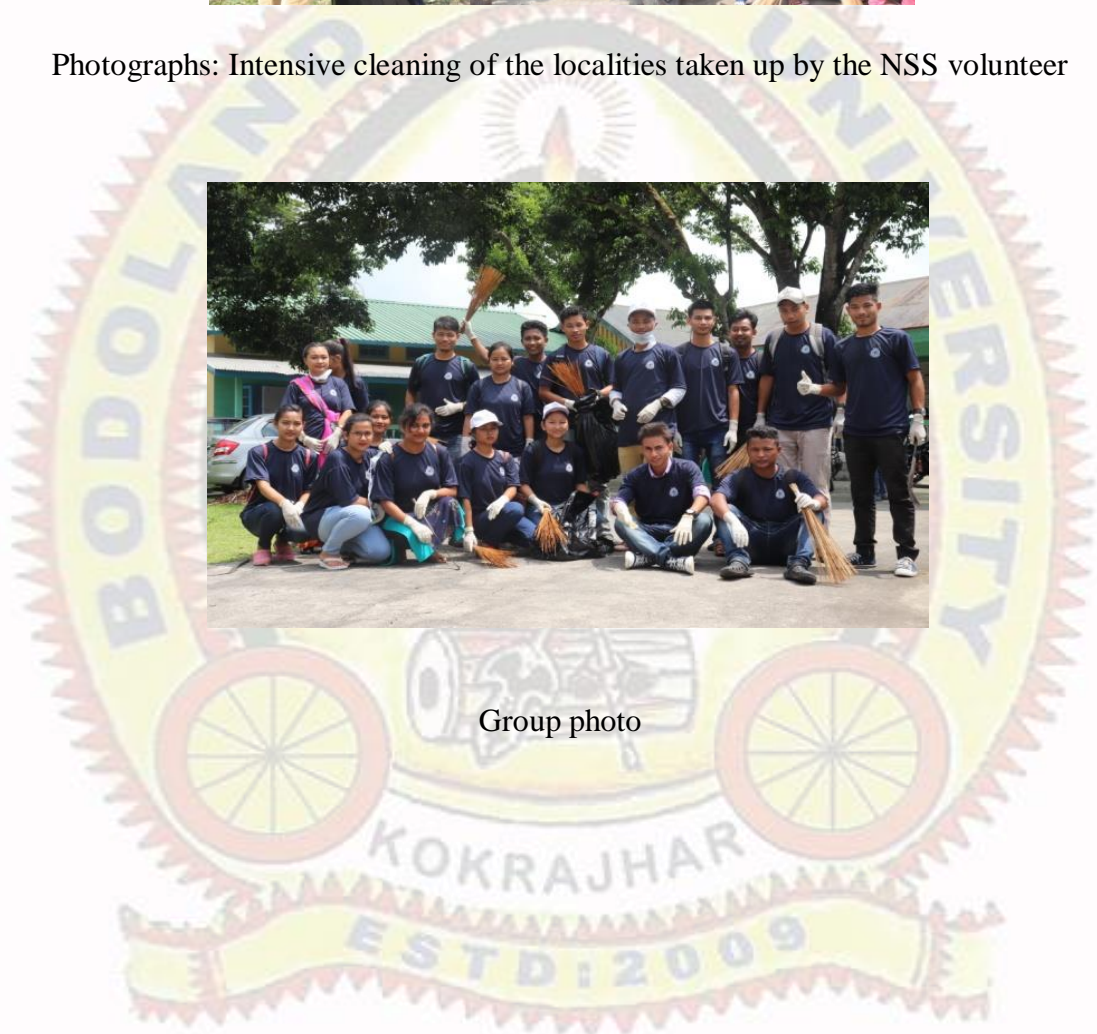 Photographs: Intensive cleaning of the localities taken up by the NSS volunteer
BODOLAND UNIVERSITY
Group photo
KOKRAJHAR
ESTD:2009